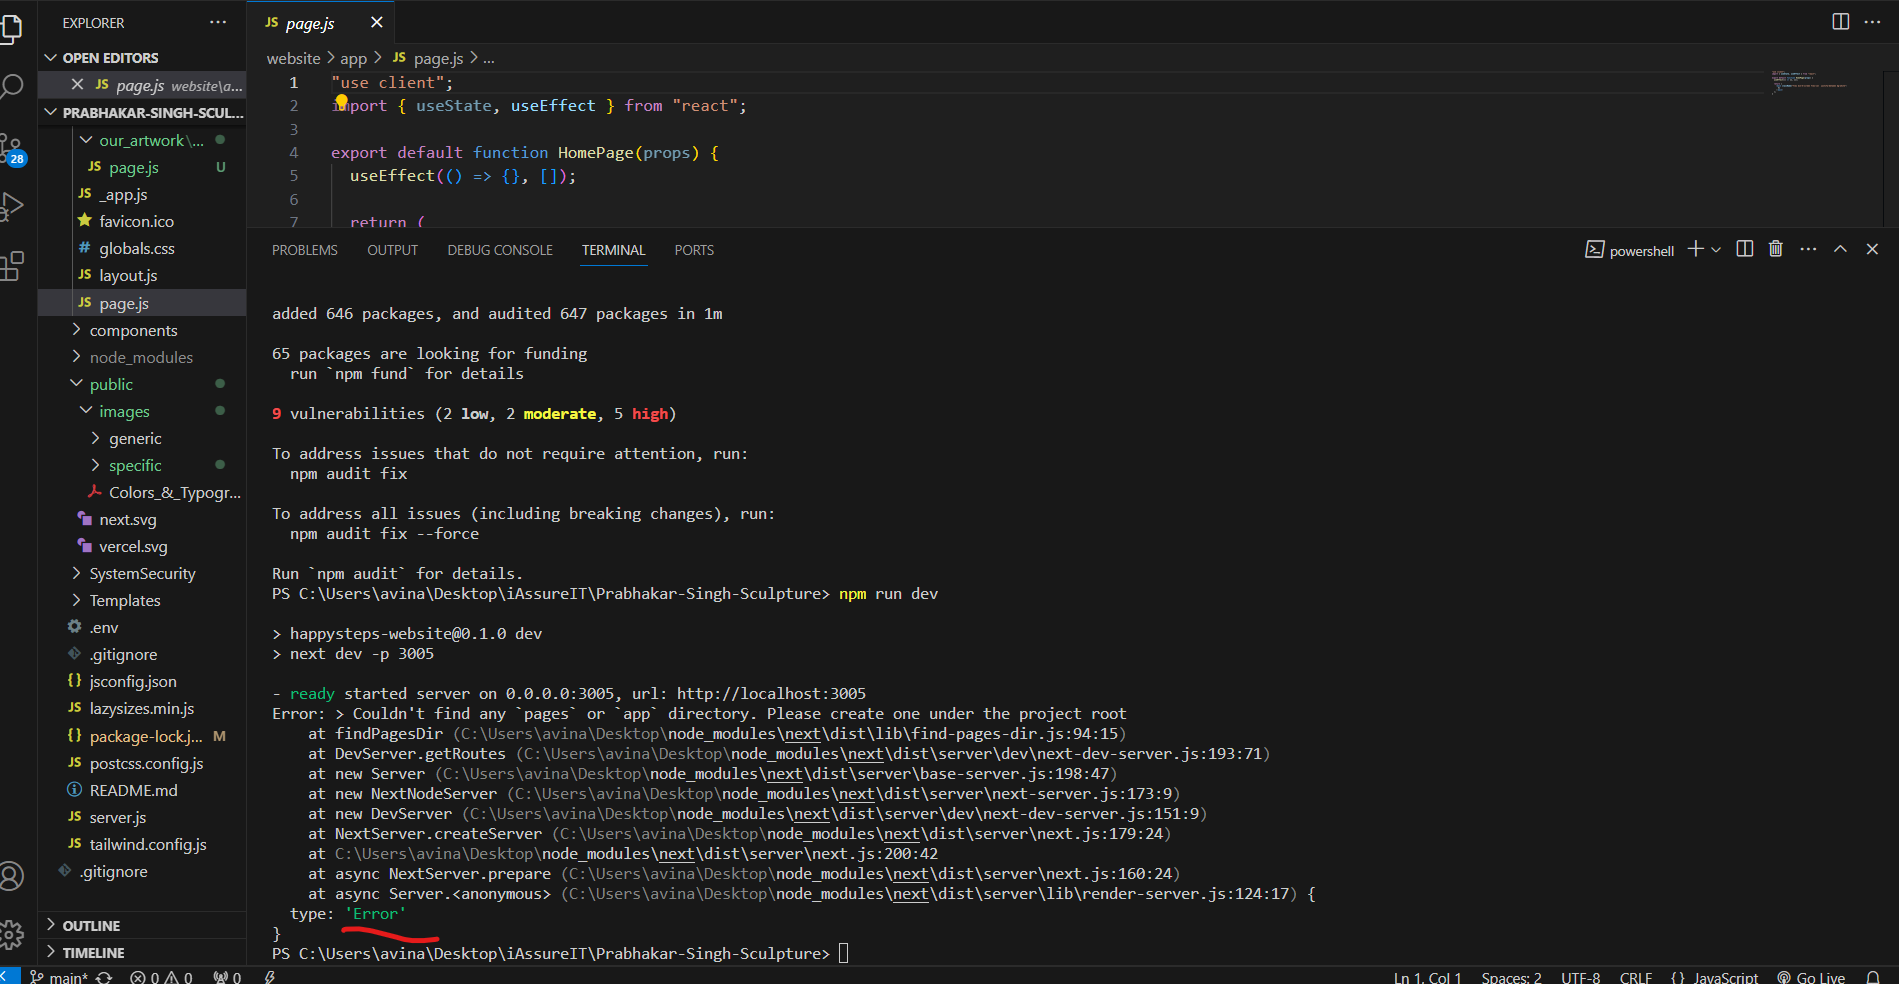 EXPLORER
OPEN EDITORS
JS page.js website\a...
PRABHAKAR-SINGH-SCUL...
our_artwork\...
JS page.js U
JS _app.js
favicon.ico
# globals.css
JS layout.js
JS page.js
components
node_modules
public
images
generic
specific
Colors_&_Typogr...
next.svg
vercel.svg
SystemSecurity
Templates
.env
.gitignore
{} jsconfig.json
JS lazysizes.min.js
{} package-lock.j... M
JS postcss.config.js
README.md
JS server.js
JS tailwind.config.js
.gitignore
OUTLINE
TIMELINE
28
JS page.js
website > app > JS page.js > ...
1 "use client";
2 import { useState, useEffect } from "react";
3
4 export default function HomePage(props) {
5 useEffect(() => {}, []);
6
7 return (
PROBLEMS OUTPUT DEBUG CONSOLE TERMINAL PORTS
powershell
added 646 packages, and audited 647 packages in 1m
65 packages are looking for funding
run `npm fund` for details
9 vulnerabilities (2 low, 2 moderate, 5 high)
To address issues that do not require attention, run:
npm audit fix
To address all issues (including breaking changes), run:
npm audit fix --force
Run `npm audit` for details.
PS C:\Users\avina\Desktop\iAssureIT\Prabhakar-Singh-Sculpture> npm run dev
> happysteps-website@0.1.0 dev
> next dev -p 3005
- ready started server on 0.0.0.0:3005, url: http://localhost:3005
Error: > Couldn't find any `pages` or `app` directory. Please create one under the project root
at findPagesDir (C:\Users\avina\Desktop\node_modules\next\dist\lib\find-pages-dir.js:94:15)
at DevServer.getRoutes (C:\Users\avina\Desktop\node_modules\next\dist\server\dev\next-dev-server.js:193:71)
at new Server (C:\Users\avina\Desktop\node_modules\next\dist\server\base-server.js:198:47)
at new NextNodeServer (C:\Users\avina\Desktop\node_modules\next\dist\server\next-server.js:173:9)
at new DevServer (C:\Users\avina\Desktop\node_modules\next\dist\server\dev\next-dev-server.js:151:9)
at NextServer.createServer (C:\Users\avina\Desktop\node_modules\next\dist\server\next.js:179:24)
at C:\Users\avina\Desktop\node_modules\next\dist\server\next.js:200:42
at async NextServer.prepare (C:\Users\avina\Desktop\node_modules\next\dist\server\next.js:160:24)
at async Server.<anonymous> (C:\Users\avina\Desktop\node_modules\next\dist\server\lib\render-server.js:124:17) {
type: 'Error'
}
PS C:\Users\avina\Desktop\iAssureIT\Prabhakar-Singh-Sculpture>
main* 0 0 0 Ln 1, Col 1 Spaces: 2 UTF-8 CRLF {} JavaScript Go Live